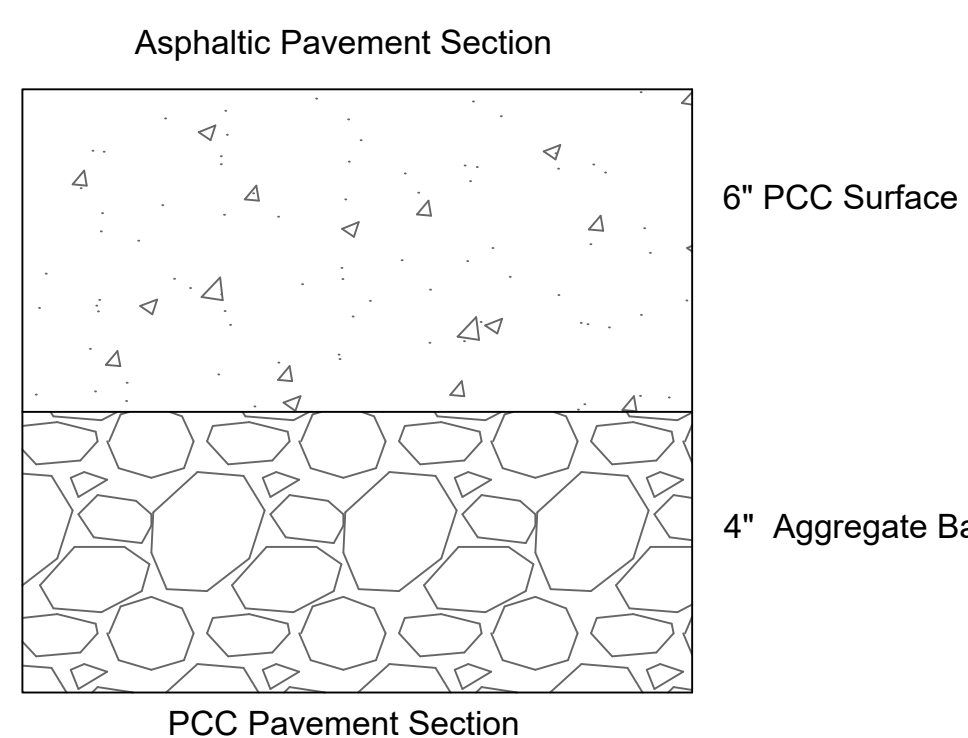 Asphaltic Pavement Section
6" PCC Surface
4" Aggregate Ba
PCC Pavement Section